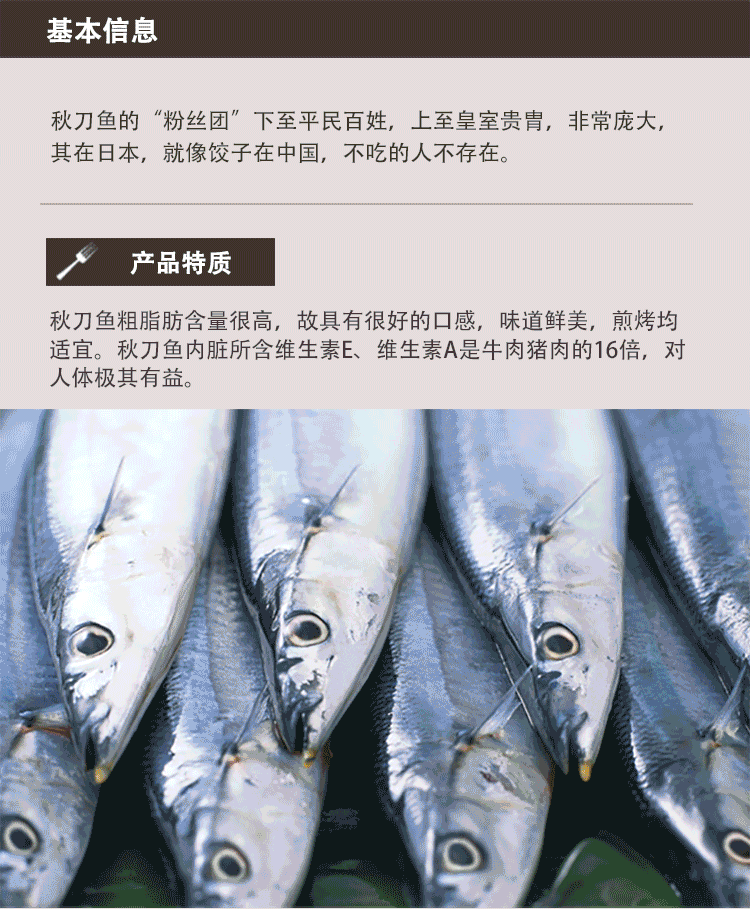 基本信息
秋刀鱼的“粉丝团”下至平民百姓，上至皇室贵胄，非常庞大，
其在日本，就像饺子在中国，不吃的人不存在。
产品特质
秋刀鱼粗脂肪含量很高，故具有很好的口感，味道鲜美，煎烤均
适宜。秋刀鱼内脏所含维生素E、维生素A是牛肉猪肉的16倍，对
人体极其有益。